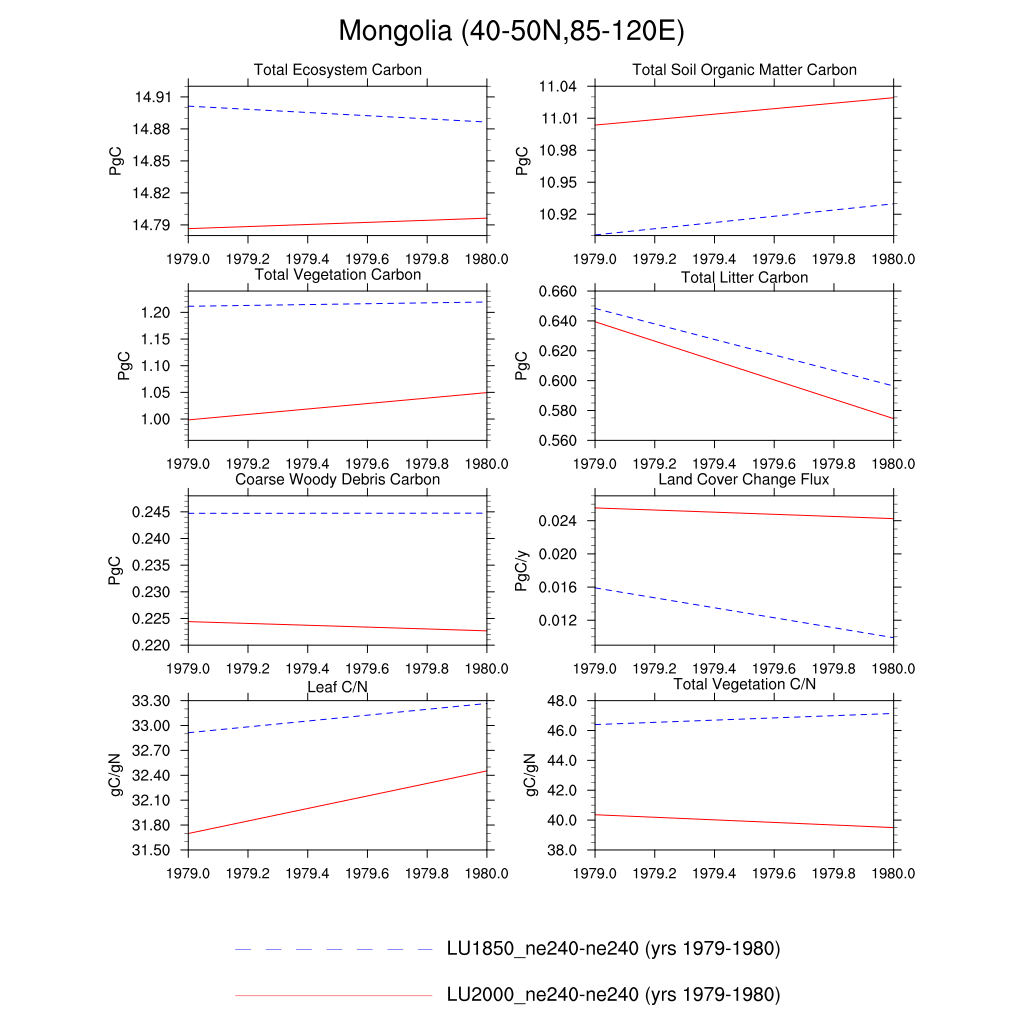 Mongolia (40-50N,85-120E)
Total Ecosystem Carbon
14.91
14.88
14.85
14.82
14.79
PgC
1979.0 1979.2 1979.4 1979.6 1979.8 1980.0
Total Soil Organic Matter Carbon
11.04
11.01
10.98
10.95
10.92
PgC
1979.0 1979.2 1979.4 1979.6 1979.8 1980.0
Total Vegetation Carbon
1.20
1.15
1.10
1.05
1.00
PgC
1979.0 1979.2 1979.4 1979.6 1979.8 1980.0
Total Litter Carbon
0.660
0.640
0.620
0.600
0.580
0.560
PgC
1979.0 1979.2 1979.4 1979.6 1979.8 1980.0
Coarse Woody Debris Carbon
0.245
0.240
0.235
0.230
0.225
0.220
PgC
1979.0 1979.2 1979.4 1979.6 1979.8 1980.0
Land Cover Change Flux
0.024
0.020
0.016
0.012
PgC/y
1979.0 1979.2 1979.4 1979.6 1979.8 1980.0
Leaf C/N
33.30
33.00
32.70
32.40
32.10
31.80
31.50
gC/gN
1979.0 1979.2 1979.4 1979.6 1979.8 1980.0
Total Vegetation C/N
48.0
46.0
44.0
42.0
40.0
38.0
gC/gN
1979.0 1979.2 1979.4 1979.6 1979.8 1980.0
LU1850_ne240-ne240 (yrs 1979-1980)
LU2000_ne240-ne240 (yrs 1979-1980)